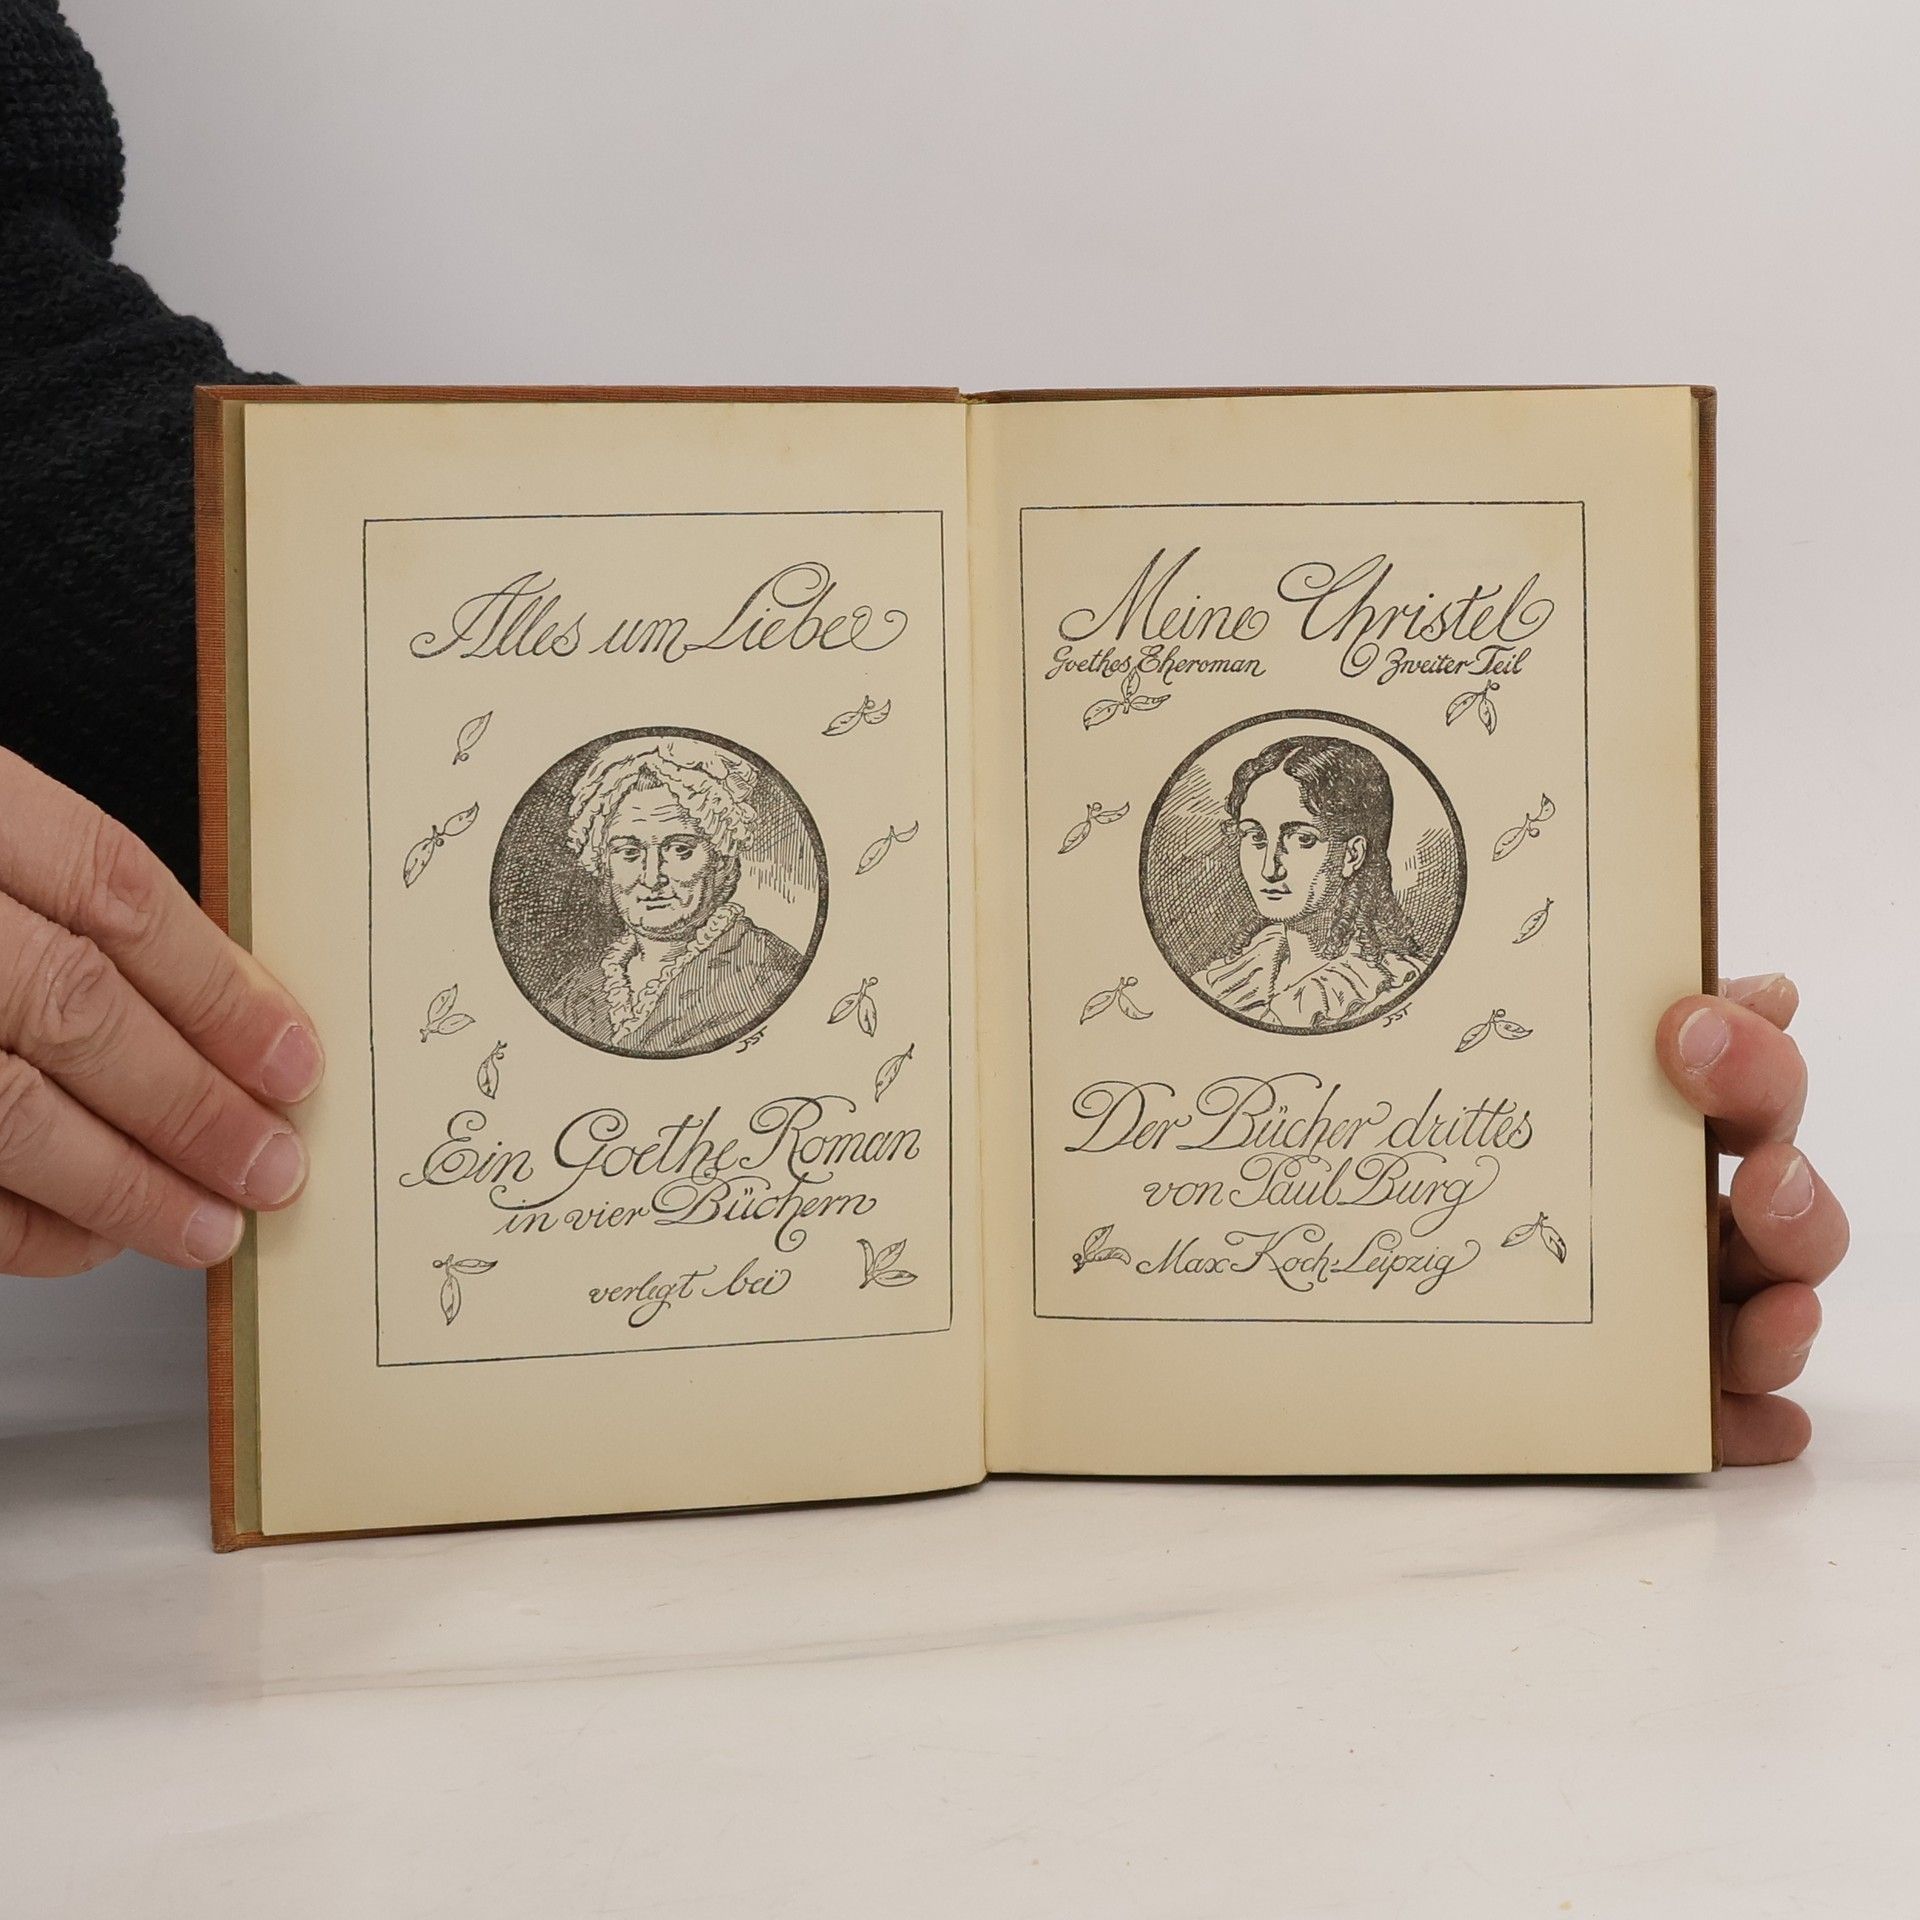 Alles um Liebe
Ein Goethe Roman
in vier Büchern
verlegt bei
Meine Christel
Goethes Eheroman Zweiter Teil
Der Bücher drittes
von Paul Burg
Max Koch-Leipzig